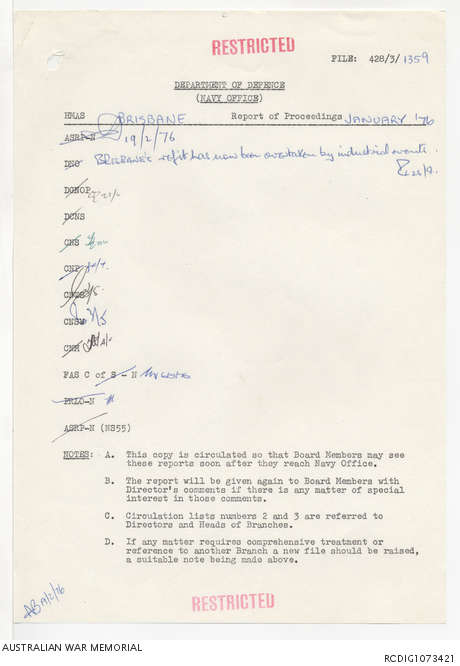 RESTRICTED
FILE: 428/3/1359
DEPARTMENT OF DEFENCE
(NAVY OFFICE)
HMAS BRISBANE Report of Proceedings JANUARY '76
ASRP-N 19/2/76
DNO BRISBANE'S refit has now been overtaken by industrial events.
DGNOP
DCNS
CNS
CNP
CNTS
CNSW
CNM
FAS C of S - N
PRLO-N
ASRP-N (NS55)
NOTES: A. This copy is circulated so that Board Members may see
these reports soon after they reach Navy Office.
B. The report will be given again to Board Members with
Director's comments if there is any matter of special
interest in those comments.
C. Circulation lists numbers 2 and 3 are referred to
Directors and Heads of Branches.
D. If any matter requires comprehensive treatment or
reference to another Branch a new file should be raised,
a suitable note being made above.
RESTRICTED
AUSTRALIAN WAR MEMORIAL
RCDIG1073421